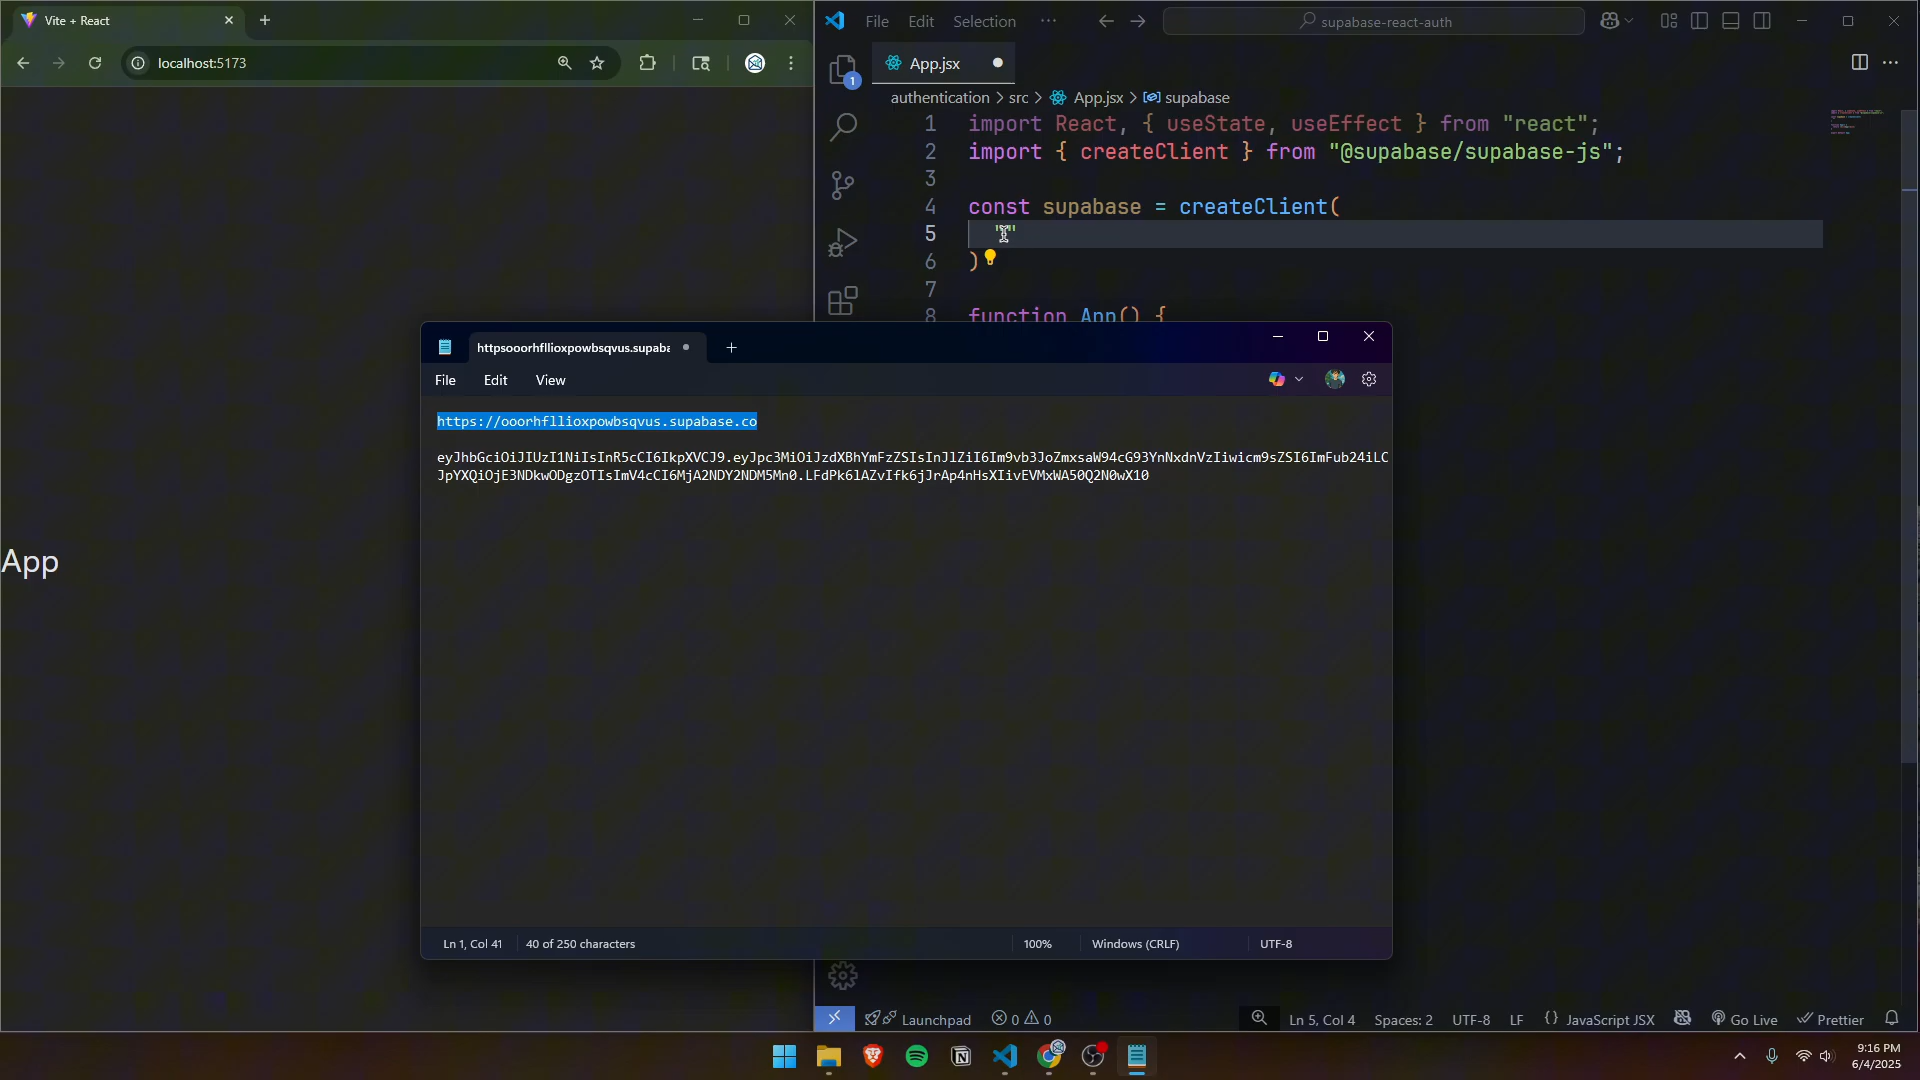 Vite + React
localhost:5173
App
File Edit Selection ···
supabase-react-auth
1
App.jsx
authentication > src > App.jsx > supabase
1 import React, { useState, useEffect } from "react";
2 import { createClient } from "@supabase/supabase-js";
3
4 const supabase = createClient(
5 ""
6 )
7
8 function App() {
httpsooorhfllioxpowbsqvus.supaba
File Edit View
https://ooorhfllioxpowbsqvus.supabase.co
eyJhbGciOiJIUzI1NiIsInR5cCI6IkpXVCJ9.eyJpc3MiOiJzdXBhYmFzZSIsInJlZiI6Im9vb3JoZmxsaW94cG93YnNxdnVzIiwicm9sZSI6ImFub24iLC
JpYXQiOjE3NDkwODgzOTIsImV4cCI6MjA2NDY2NDM5Mn0.LFdPk6lAZvIfk6jJrAp4nHsXIivEVMxWA50Q2N0wX10
Ln 1, Col 41 40 of 250 characters 100% Windows (CRLF) UTF-8
Launchpad 0 0 Ln 5, Col 4 Spaces: 2 UTF-8 LF {} JavaScript JSX Go Live Prettier
9:16 PM
6/4/2025